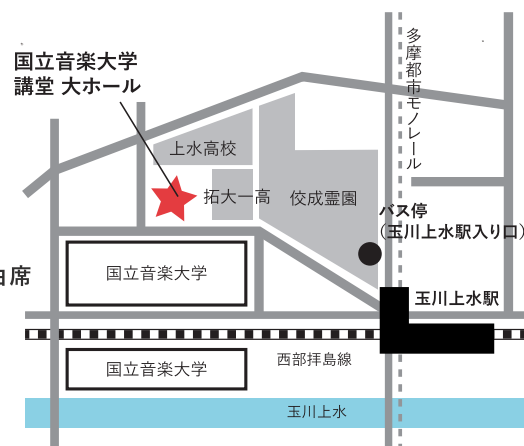 国立音楽大学
講堂 大ホール
多摩都市モノレール
上水高校
拓大一高
佼成霊園
バス停
（玉川上水駅入り口）
由席
国立音楽大学
玉川上水駅
国立音楽大学
西部拝島線
玉川上水